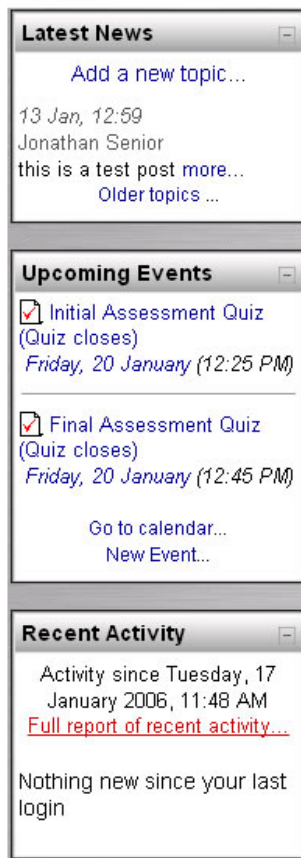 Latest News
Add a new topic...
13 Jan, 12:59
Jonathan Senior
this is a test post more...
Older topics ...
Upcoming Events
Initial Assessment Quiz
(Quiz closes)
Friday, 20 January (12:25 PM)
Final Assessment Quiz
(Quiz closes)
Friday, 20 January (12:45 PM)
Go to calendar...
New Event...
Recent Activity
Activity since Tuesday, 17
January 2006, 11:48 AM
Full report of recent activity...
Nothing new since your last
login